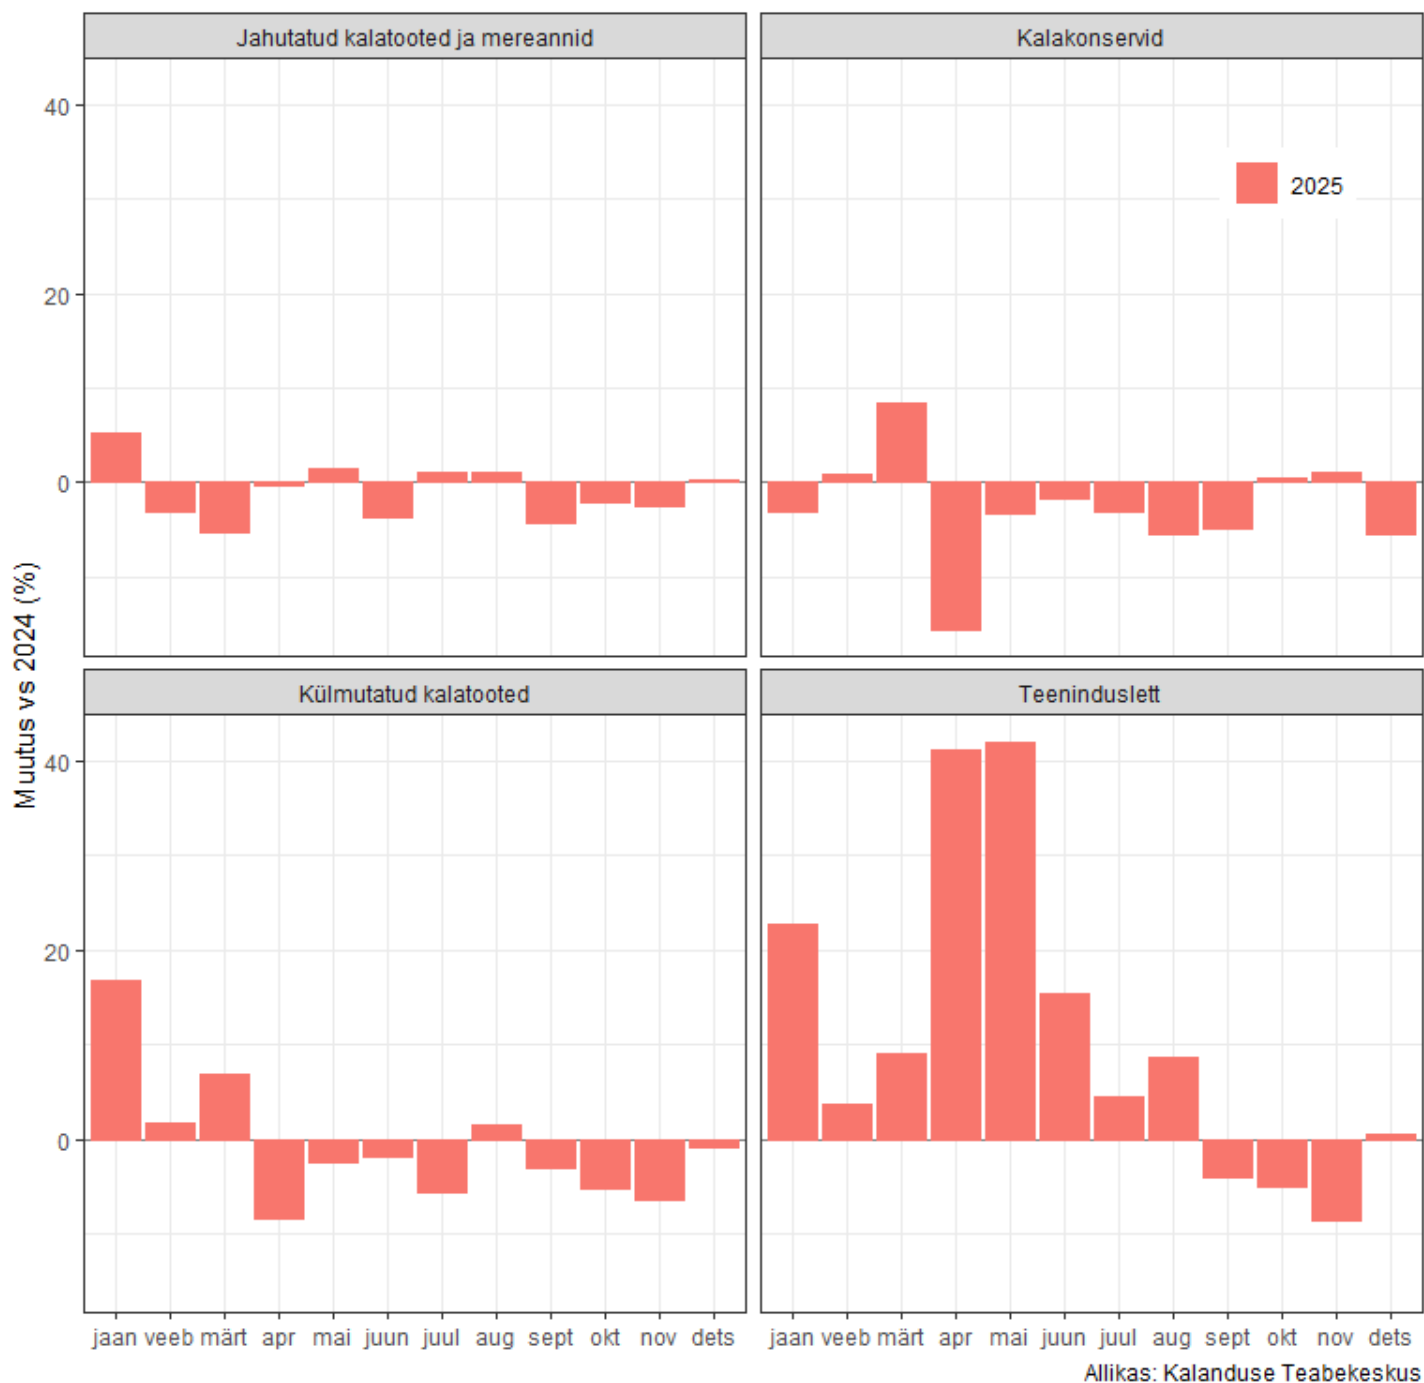 Jahutatud kalatooted ja mereannid
Kalakonservid
40
20
0
2025
Muutus vs 2024 (%)
Külmutatud kalatooted
Teeninduslett
40
20
0
jaan veeb märt apr mai juun juul aug sept okt nov dets
jaan veeb märt apr mai juun juul aug sept okt nov dets
Allikas: Kalanduse Teabekeskus